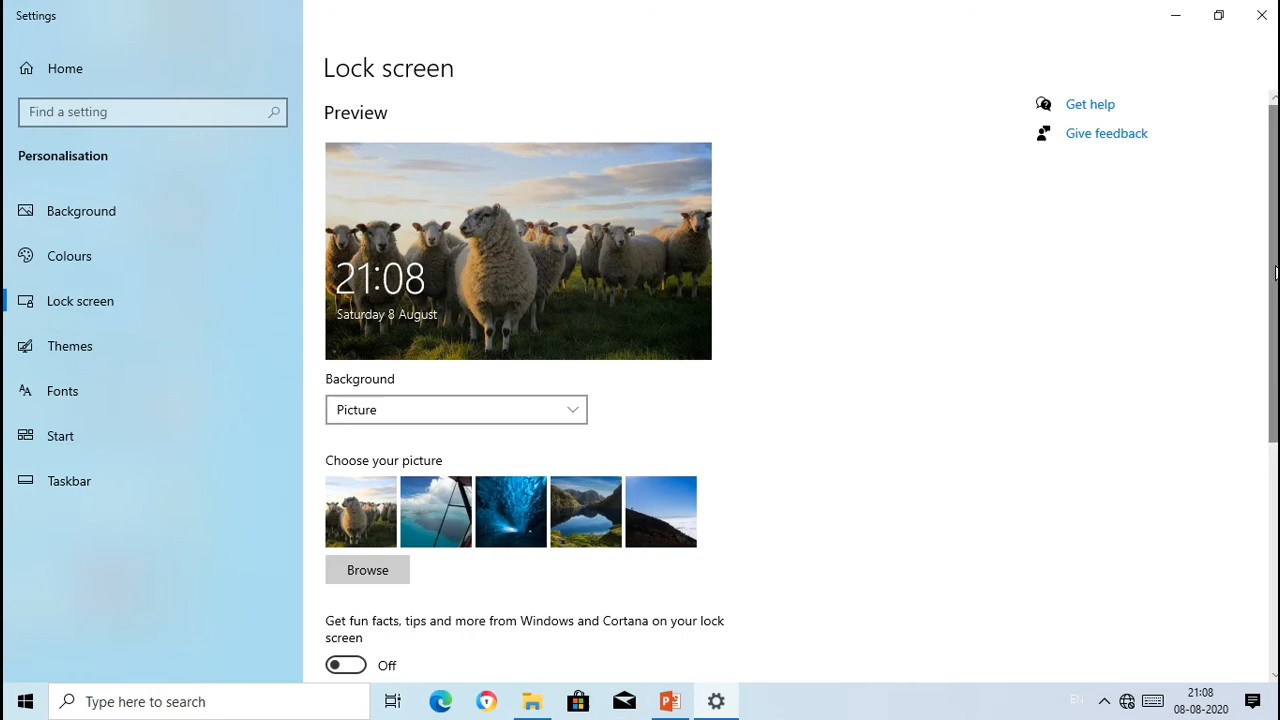 Settings
Home
Find a setting
Personalisation
Background
Colours
Lock screen
Themes
Fonts
Start
Taskbar
Lock screen
Preview
21:08
Saturday 8 August
Background
Picture
Choose your picture
Browse
Get fun facts, tips and more from Windows and Cortana on your lock
screen
Off
Get help
Give feedback
Type here to search
EN
21:08
08-08-2020